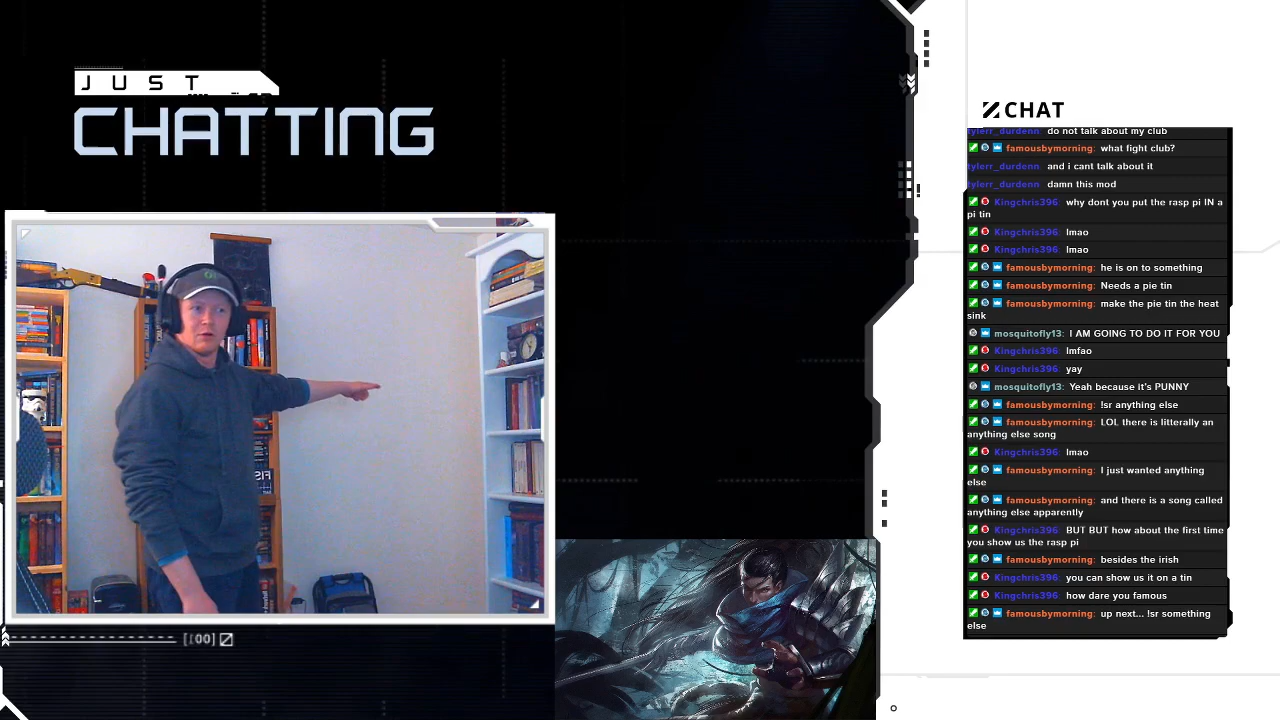 JUST
CHATTING
CHAT
tylerr_durdenn: do not talk about my club
famousbymorning: what fight club?
tylerr_durdenn: and i cant talk about it
tylerr_durdenn: damn this mod
Kingchris396: why dont you put the rasp pi IN a
pi tin
Kingchris396: lmao
Kingchris396: lmao
famousbymorning: he is on to something
famousbymorning: Needs a pie tin
famousbymorning: make the pie tin the heat
sink
mosquitofly13: I AM GOING TO DO IT FOR YOU
Kingchris396: lmfao
Kingchris396: yay
mosquitofly13: Yeah because it's PUNNY
famousbymorning: !sr anything else
famousbymorning: LOL there is litterally an
anything else song
Kingchris396: lmao
famousbymorning: I just wanted anything
else
famousbymorning: and there is a song called
anything else apparently
Kingchris396: BUT BUT how about the first time
you show us the rasp pi
famousbymorning: besides the irish
Kingchris396: you can show us it on a tin
Kingchris396: how dare you famous
famousbymorning: up next... !sr something
else
[00]